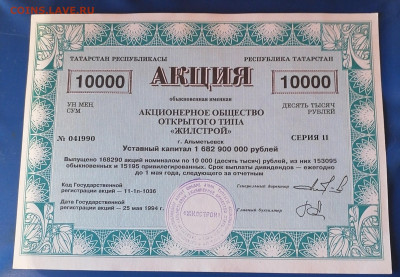 COINS.LAVE.RU
ТАТАРСТАН РЕСПУБЛИКАСЫ
РЕСПУБЛИКА ТАТАРСТАН
10000
АКЦИЯ
10000
обыкновенная именная
УН МЕҢ
СУМ
ДЕСЯТЬ ТЫСЯЧ
РУБЛЕЙ
АКЦИОНЕРНОЕ ОБЩЕСТВО
ОТКРЫТОГО ТИПА
«ЖИЛСТРОЙ»
№ 041990
г. Альметьевск
СЕРИЯ 11
Уставный капитал 1 682 900 000 рублей
Выпущено 168290 акций номиналом по 10 000 (десять тысяч) рублей, из них 153095
обыкновенных и 15195 привилегированных. Срок выплаты дивидендов — ежегодно
до 1 мая года, следующего за отчетным
Код Государственной
регистрации акций — 11-1п-1036
Генеральный директор
Дата Государственной
регистрации акций — 25 мая 1994 г.
Главный бухгалтер
«ЖИЛСТРОЙ»